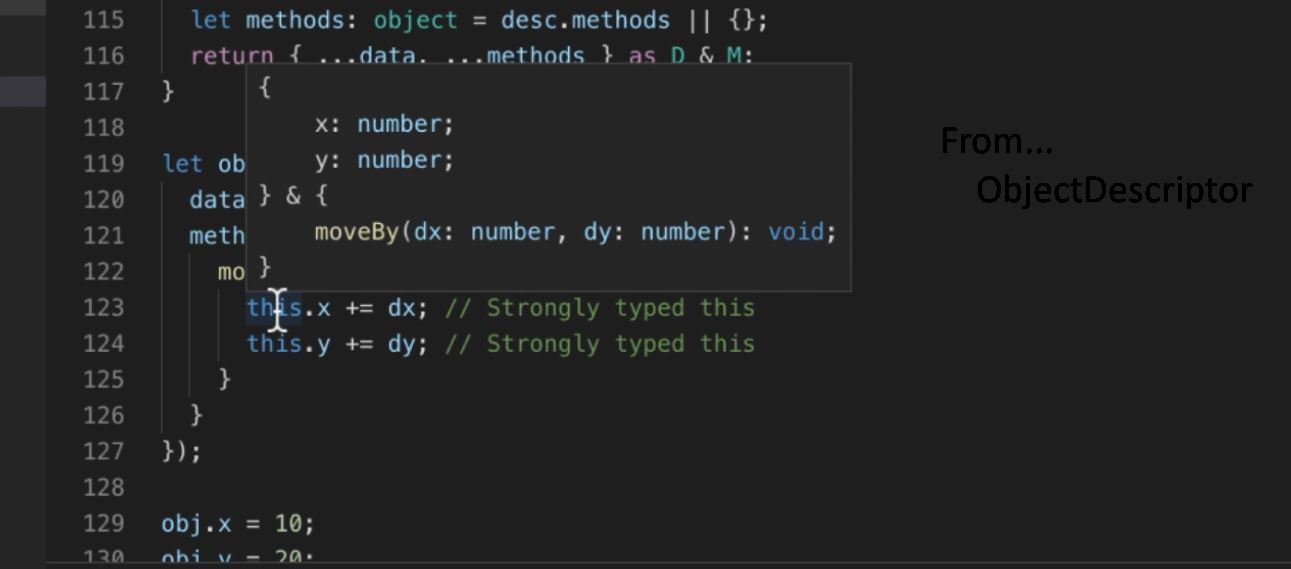 115 let methods: object = desc.methods || {};
116 return { ...data, ...methods } as D & M;
117 }
{
x: number;
y: number;
} & {
moveBy(dx: number, dy: number): void;
}
118
119 let ob
120 data
121 meth
122 mo
123 this.x += dx; // Strongly typed this
124 this.y += dy; // Strongly typed this
125 }
126 }
127 });
128
129 obj.x = 10;
130 obj.y = 20;
From...
ObjectDescriptor